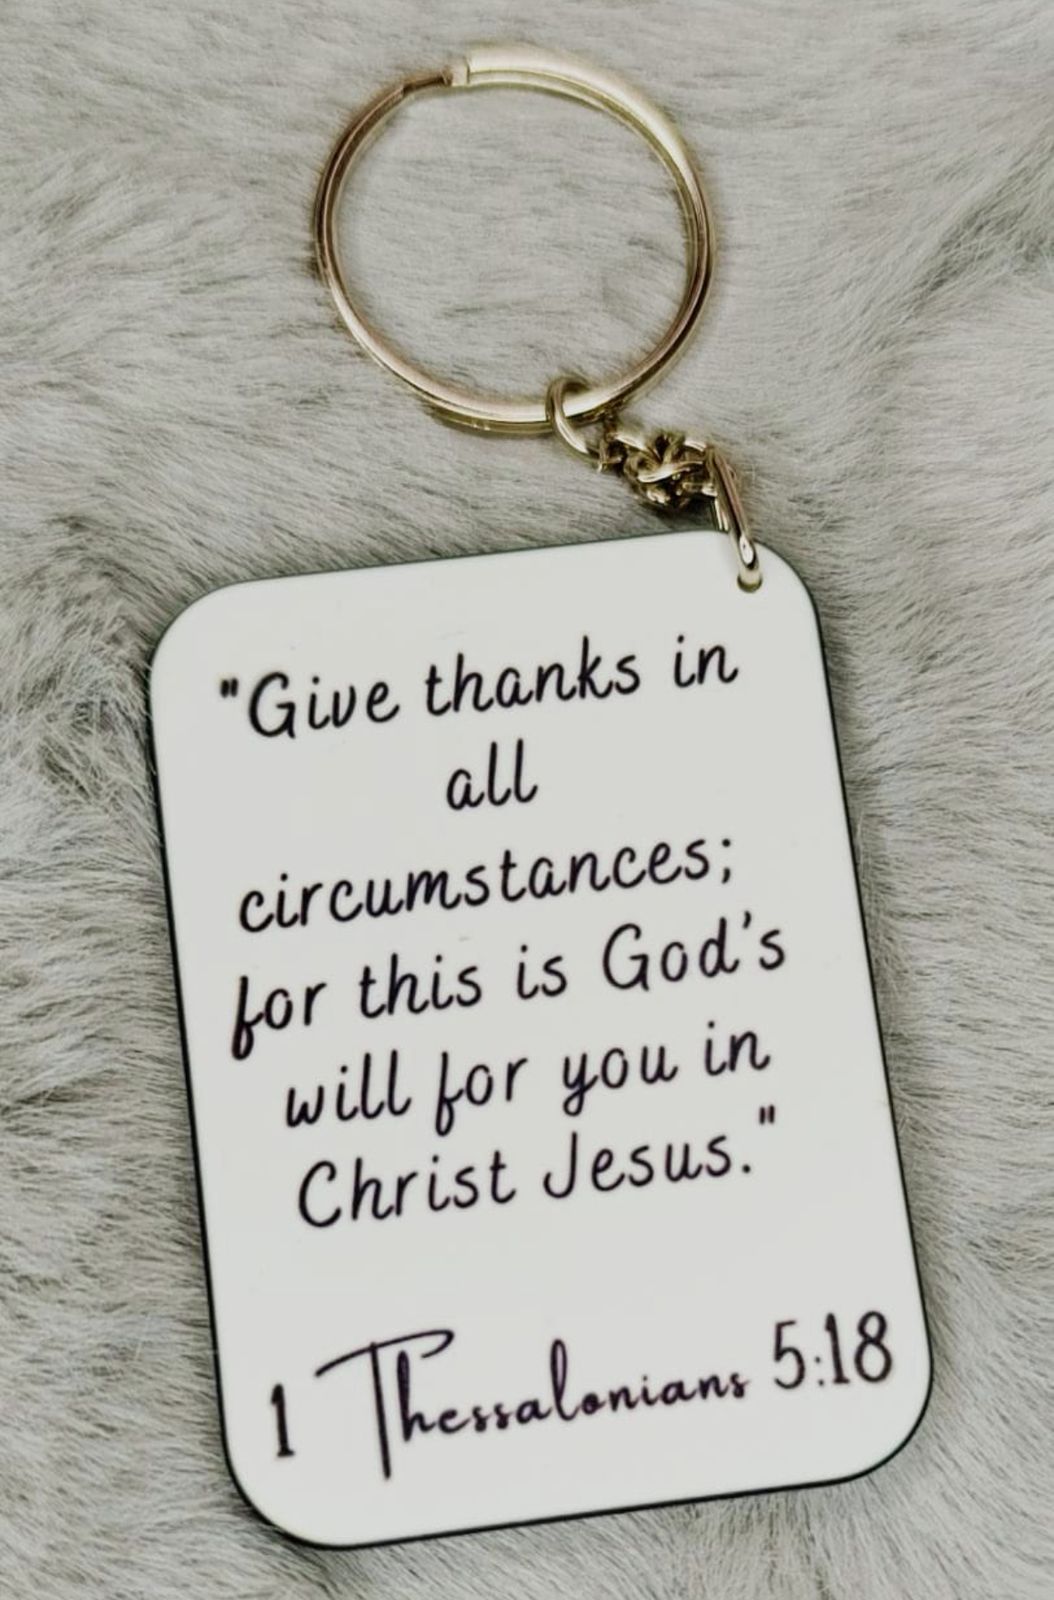 "Give thanks in
all
circumstances;
for this is God's
will for you in
Christ Jesus."
1 Thessalonians 5:18